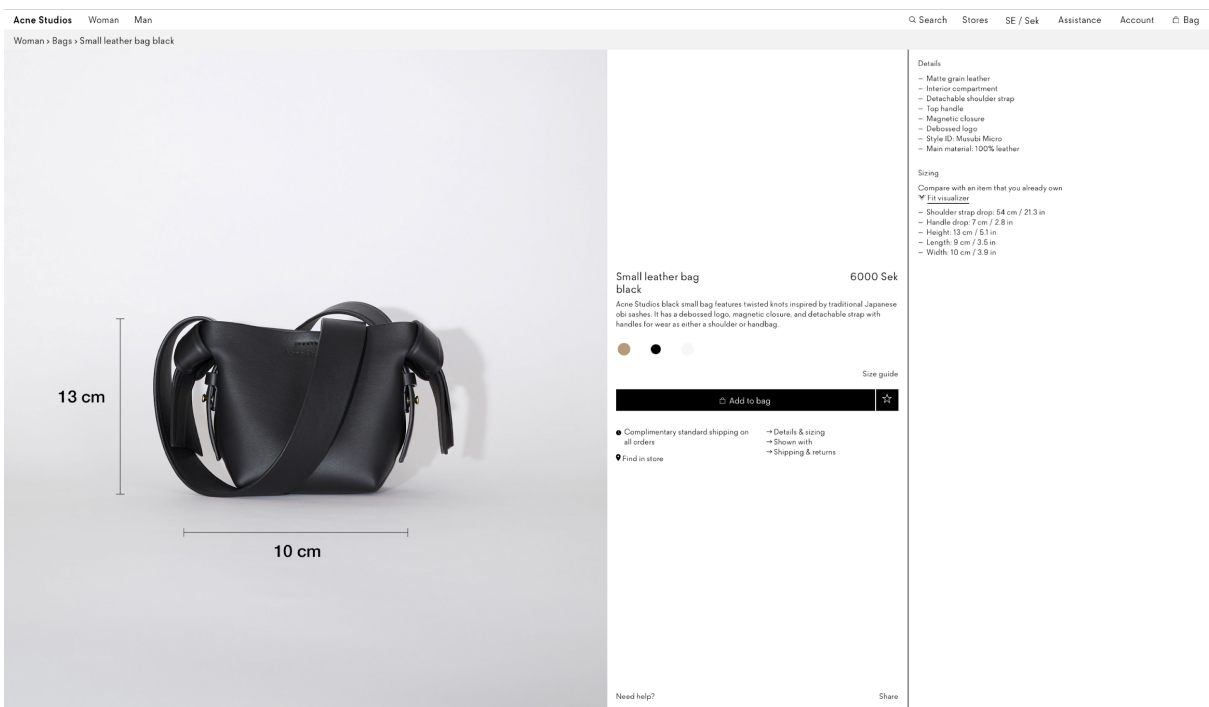 Acne Studios Woman Man Search Stores SE / Sek Assistance Account Bag
Woman › Bags › Small leather bag black
13 cm
10 cm
Small leather bag black 6000 Sek
Acne Studios black small bag features twisted knots inspired by traditional Japanese
obi sashes. It has a debossed logo, magnetic closure, and detachable strap with
handles for wear as either a shoulder or handbag.
Size guide
Add to bag
Complimentary standard shipping on
all orders
Find in store
→ Details & sizing
→ Shown with
→ Shipping & returns
Need help? Share
Details
– Matte grain leather
– Interior compartment
– Detachable shoulder strap
– Top handle
– Magnetic closure
– Debossed logo
– Style ID: Musubi Micro
– Main material: 100% leather
Sizing
Compare with an item that you already own.
Fit visualizer
– Shoulder strap drop: 54 cm / 21.3 in
– Handle drop: 7 cm / 2.8 in
– Height: 13 cm / 5.1 in
– Length: 9 cm / 3.5 in
– Width: 10 cm / 3.9 in